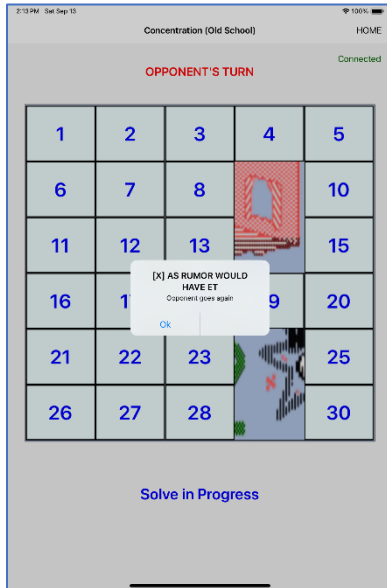 2:13 PM Sat Sep 13 100%
Concentration (Old School) HOME
Connected
OPPONENT'S TURN
1 2 3 4 5
6 7 8 10
11 12 13 15
[X] AS RUMOR WOULD
HAVE ET
Opponent goes again
16 20
Ok
21 22 23 25
26 27 28 30
Solve in Progress